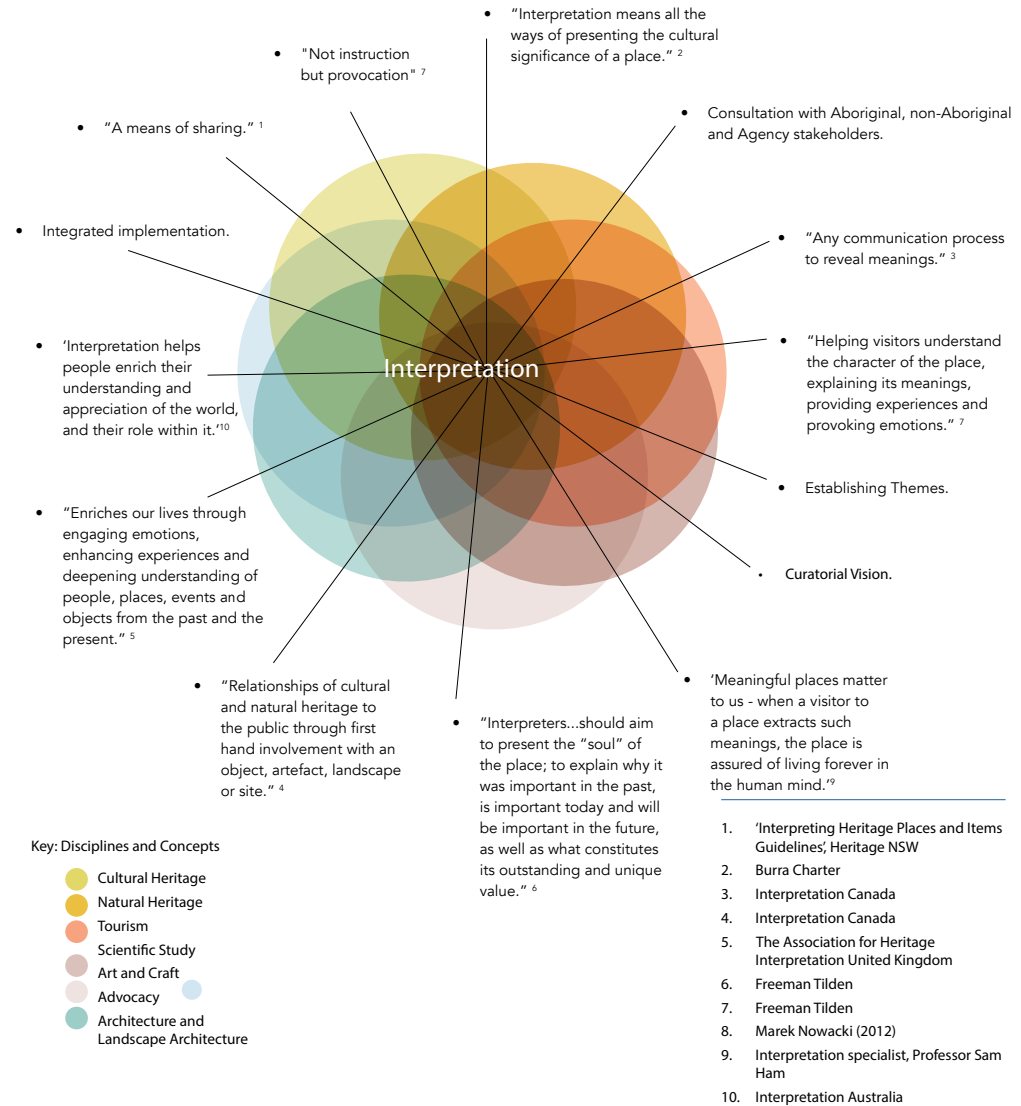 • “Interpretation means all the
ways of presenting the cultural
significance of a place.” 2
• "Not instruction
but provocation" 7
• “A means of sharing.” 1
• Consultation with Aboriginal, non-Aboriginal
and Agency stakeholders.
• Integrated implementation.
• “Any communication process
to reveal meanings.” 3
• ‘Interpretation helps
people enrich their
understanding and
appreciation of the world,
and their role within it.’10
Interpretation
• “Helping visitors understand
the character of the place,
explaining its meanings,
providing experiences and
provoking emotions.” 7
• Establishing Themes.
• “Enriches our lives through
engaging emotions,
enhancing experiences and
deepening understanding of
people, places, events and
objects from the past and the
present.” 5
• Curatorial Vision.
• “Relationships of cultural
and natural heritage to
the public through first
hand involvement with an
object, artefact, landscape
or site.” 4
• “Interpreters...should aim
to present the “soul” of
the place; to explain why it
was important in the past,
is important today and will
be important in the future,
as well as what constitutes
its outstanding and unique
value.” 6
• ‘Meaningful places matter
to us - when a visitor to
a place extracts such
meanings, the place is
assured of living forever in
the human mind.’9
Key: Disciplines and Concepts
Cultural Heritage
Natural Heritage
Tourism
Scientific Study
Art and Craft
Advocacy
Architecture and
Landscape Architecture
1. ‘Interpreting Heritage Places and Items
Guidelines’, Heritage NSW
2. Burra Charter
3. Interpretation Canada
4. Interpretation Canada
5. The Association for Heritage
Interpretation United Kingdom
6. Freeman Tilden
7. Freeman Tilden
8. Marek Nowacki (2012)
9. Interpretation specialist, Professor Sam
Ham
10. Interpretation Australia